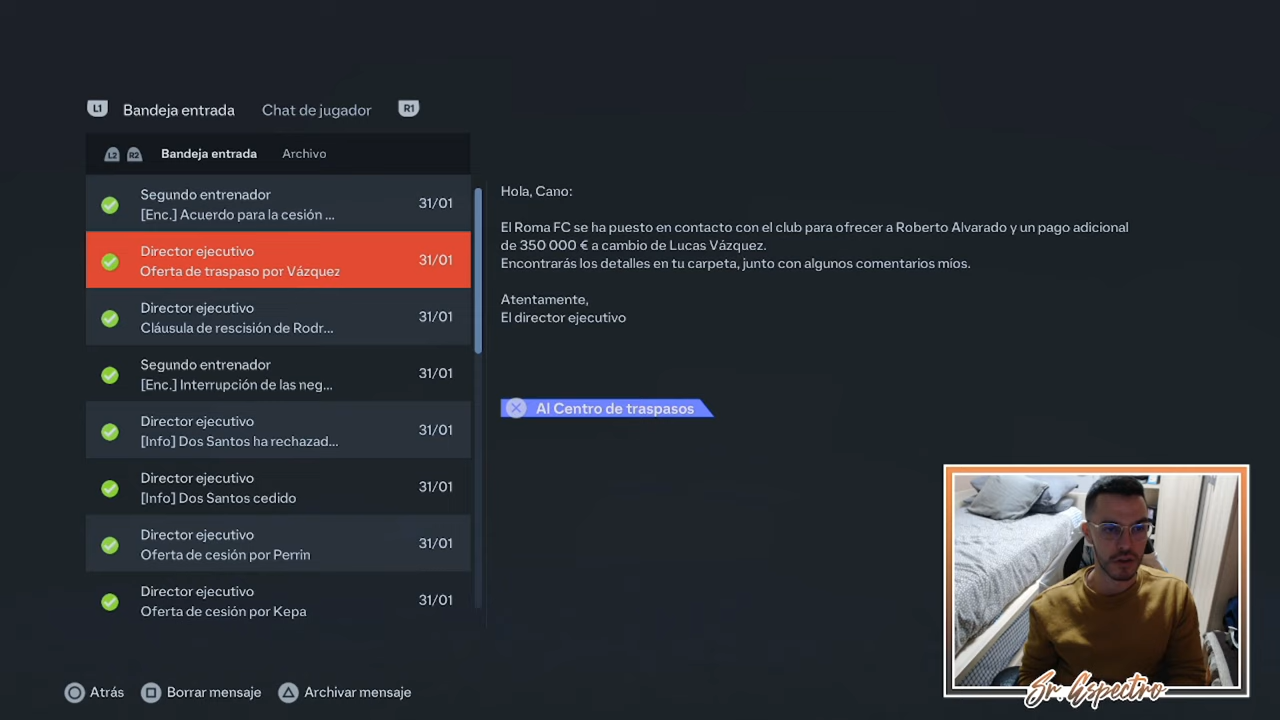 L1 Bandeja entrada Chat de jugador R1
L2 R2 Bandeja entrada Archivo
Segundo entrenador
[Enc.] Acuerdo para la cesión ...
31/01
Director ejecutivo
Oferta de traspaso por Vázquez
31/01
Director ejecutivo
Cláusula de rescisión de Rodr...
31/01
Segundo entrenador
[Enc.] Interrupción de las neg...
31/01
Director ejecutivo
[Info] Dos Santos ha rechazad...
31/01
Director ejecutivo
[Info] Dos Santos cedido
31/01
Director ejecutivo
Oferta de cesión por Perrin
31/01
Director ejecutivo
Oferta de cesión por Kepa
31/01
Hola, Cano:
El Roma FC se ha puesto en contacto con el club para ofrecer a Roberto Alvarado y un pago adicional
de 350 000 € a cambio de Lucas Vázquez.
Encontrarás los detalles en tu carpeta, junto con algunos comentarios míos.
Atentamente,
El director ejecutivo
Al Centro de traspasos
Atrás Borrar mensaje Archivar mensaje
Sr. Espectro